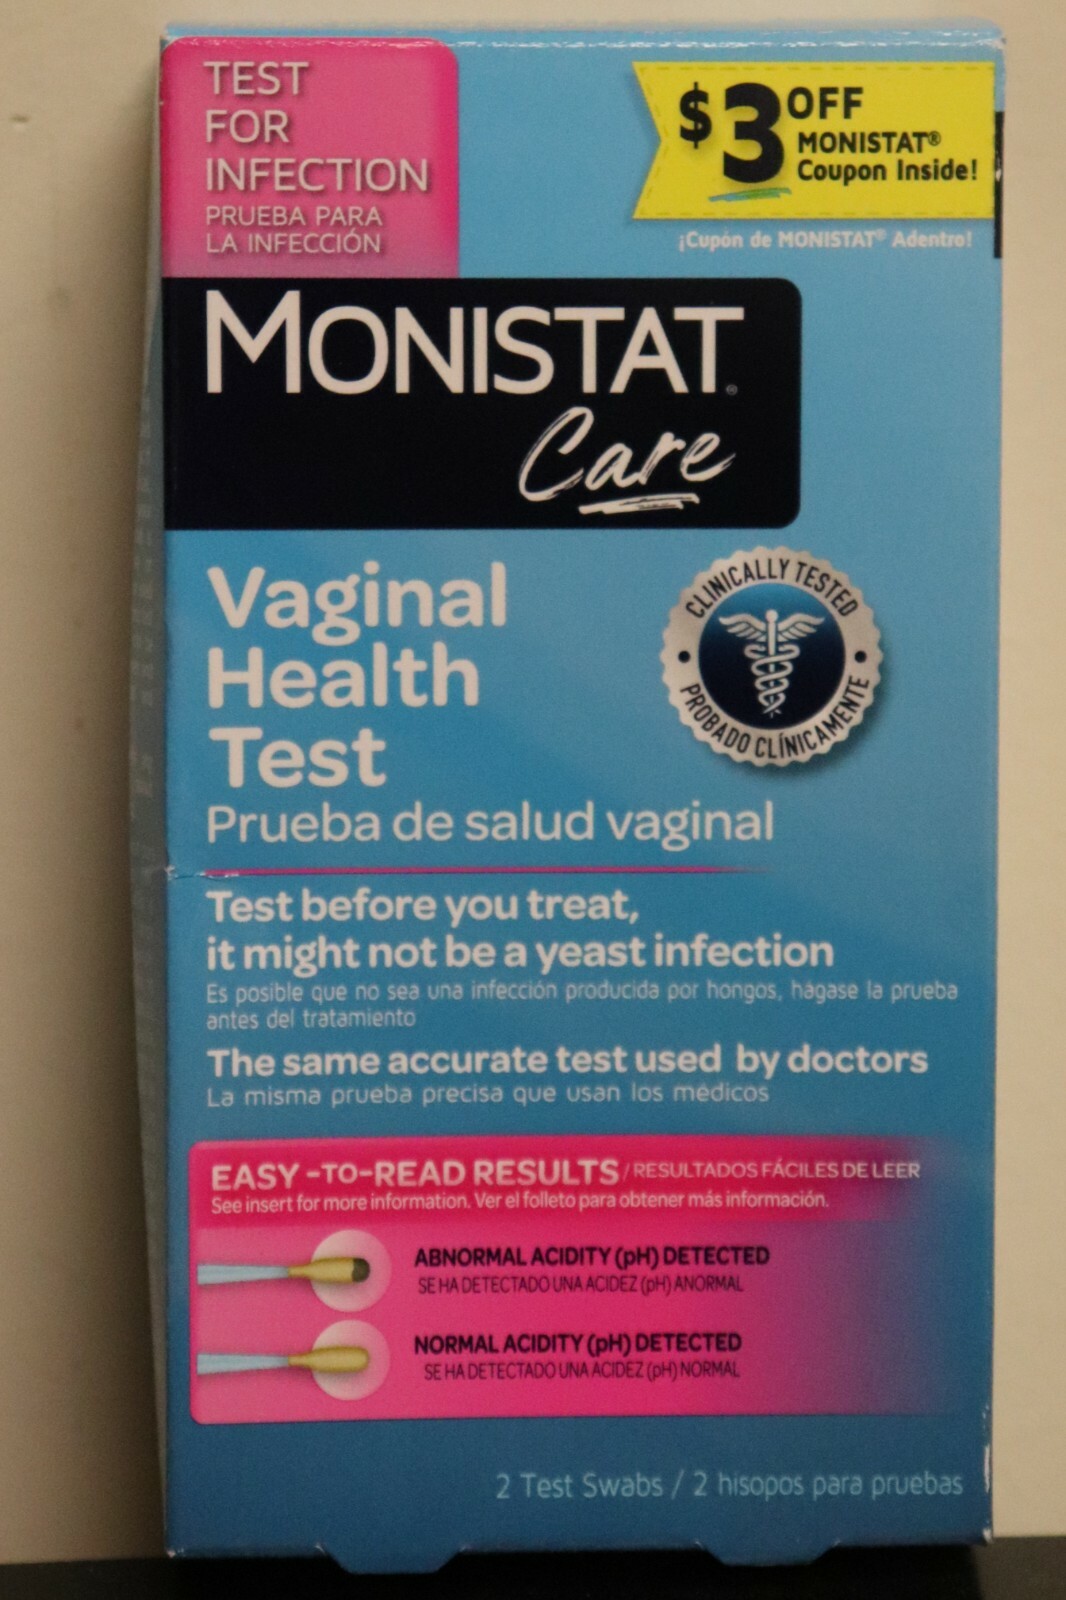 TEST
FOR
INFECTION
PRUEBA PARA
LA INFECCIÓN
$3 OFF
MONISTAT®
Coupon Inside!
¡Cupón de MONISTAT® Adentro!
MONISTAT®
Care
Vaginal
Health
Test
Prueba de salud vaginal
CLINICALLY TESTED
PROBADO CLÍNICAMENTE
Test before you treat,
it might not be a yeast infection
Es posible que no sea una infección producida por hongos, hágase la prueba
antes del tratamiento
The same accurate test used by doctors
La misma prueba precisa que usan los médicos
EASY-TO-READ RESULTS / RESULTADOS FÁCILES DE LEER
See insert for more information. Ver el folleto para obtener más información.
ABNORMAL ACIDITY (pH) DETECTED
SE HA DETECTADO UNA ACIDEZ (pH) ANORMAL
NORMAL ACIDITY (pH) DETECTED
SE HA DETECTADO UNA ACIDEZ (pH) NORMAL
2 Test Swabs / 2 hisopos para pruebas